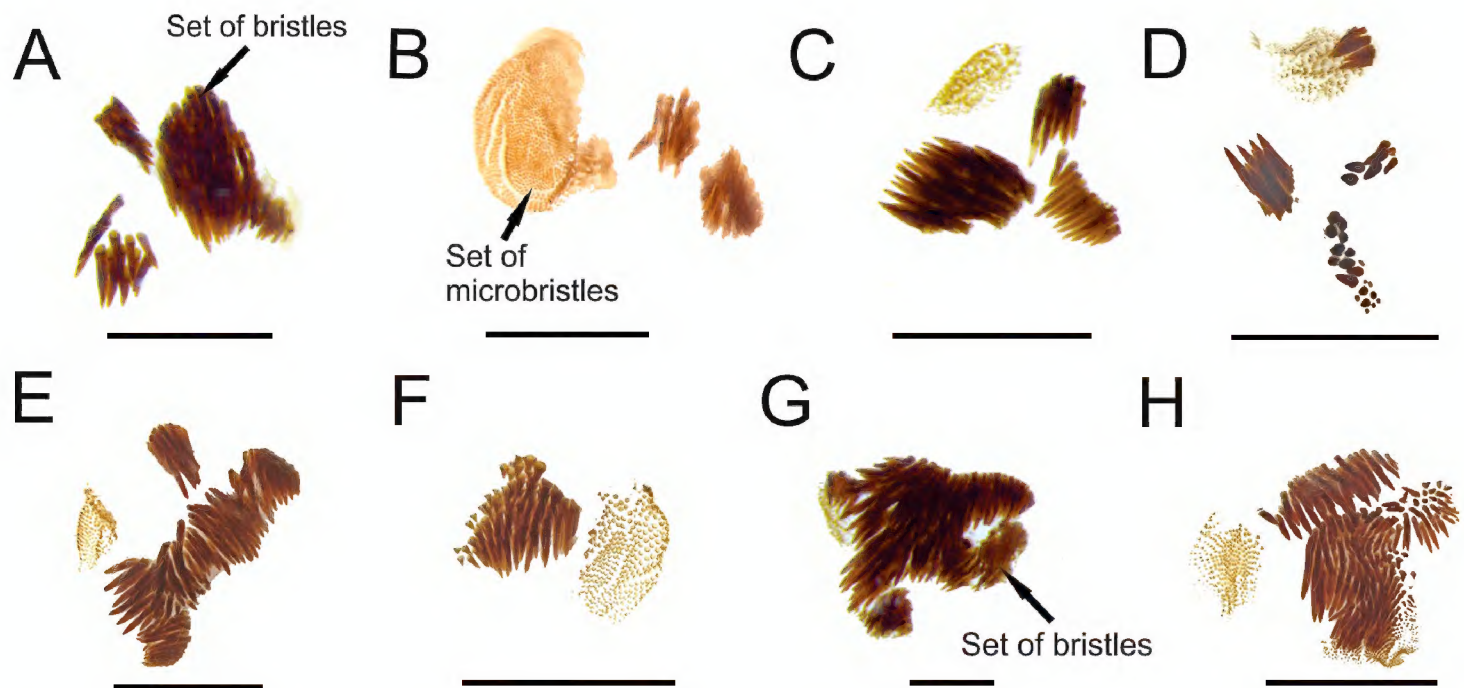 A
Set of bristles
B
Set of
microbristles
C
D
E
F
G
Set of bristles
H